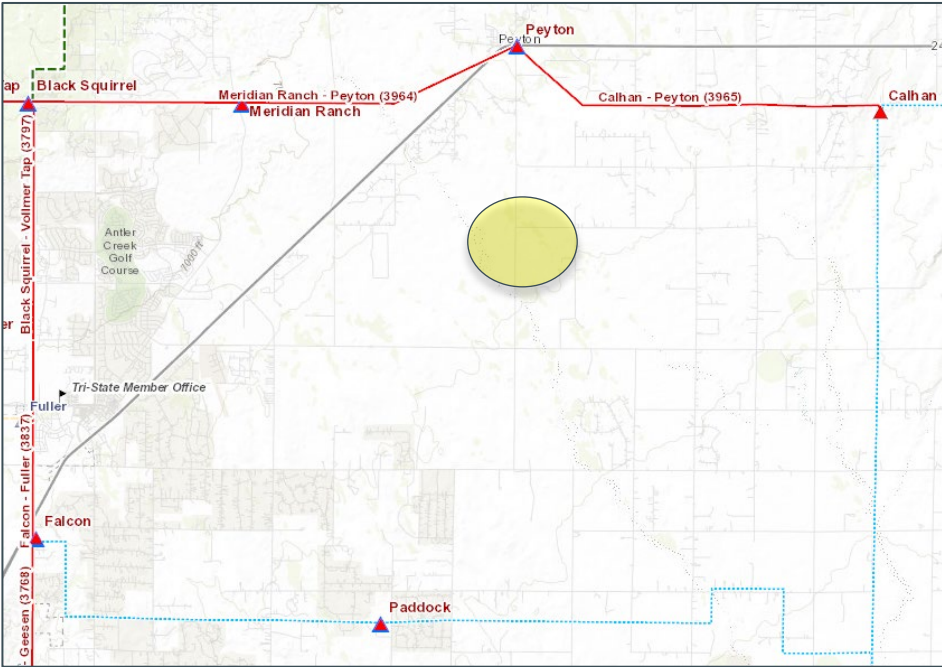 Peyton
Peyton
24
ap
Black Squirrel
Meridian Ranch - Peyton (3964)
Calhan - Peyton (3965)
Calhan
Meridian Ranch
Black Squirrel - Vollmer Tap (3797)
Antler
Creek
Golf
Course
7000 ft
er
Tri-State Member Office
Fuller
Falcon - Fuller (3837)
Falcon
Paddock
- Geesen (3768)